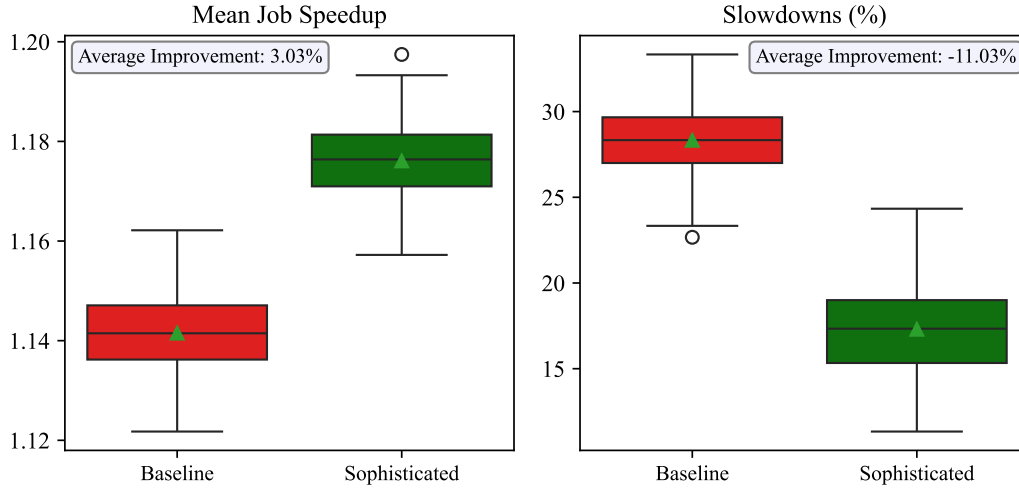 Mean Job Speedup
Average Improvement: 3.03%
1.20
1.18
1.16
1.14
1.12
Baseline
Sophisticated
Slowdowns (%)
Average Improvement: -11.03%
30
25
20
15
Baseline
Sophisticated